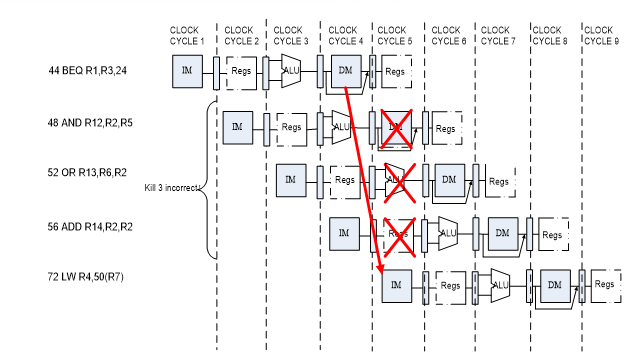 CLOCK CYCLE 1 CLOCK CYCLE 2 CLOCK CYCLE 3 CLOCK CYCLE 4 CLOCK CYCLE 5 CLOCK CYCLE 6 CLOCK CYCLE 7 CLOCK CYCLE 8 CLOCK CYCLE 9
44 BEQ R1,R3,24 IM Regs ALU DM Regs
48 AND R12,R2,R5 IM Regs ALU DM Regs
52 OR R13,R6,R2 IM Regs ALU DM Regs
Kill 3 incorrect
56 ADD R14,R2,R2 IM Regs Regs ALU DM Regs
72 LW R4,50(R7) IM Regs ALU DM Regs